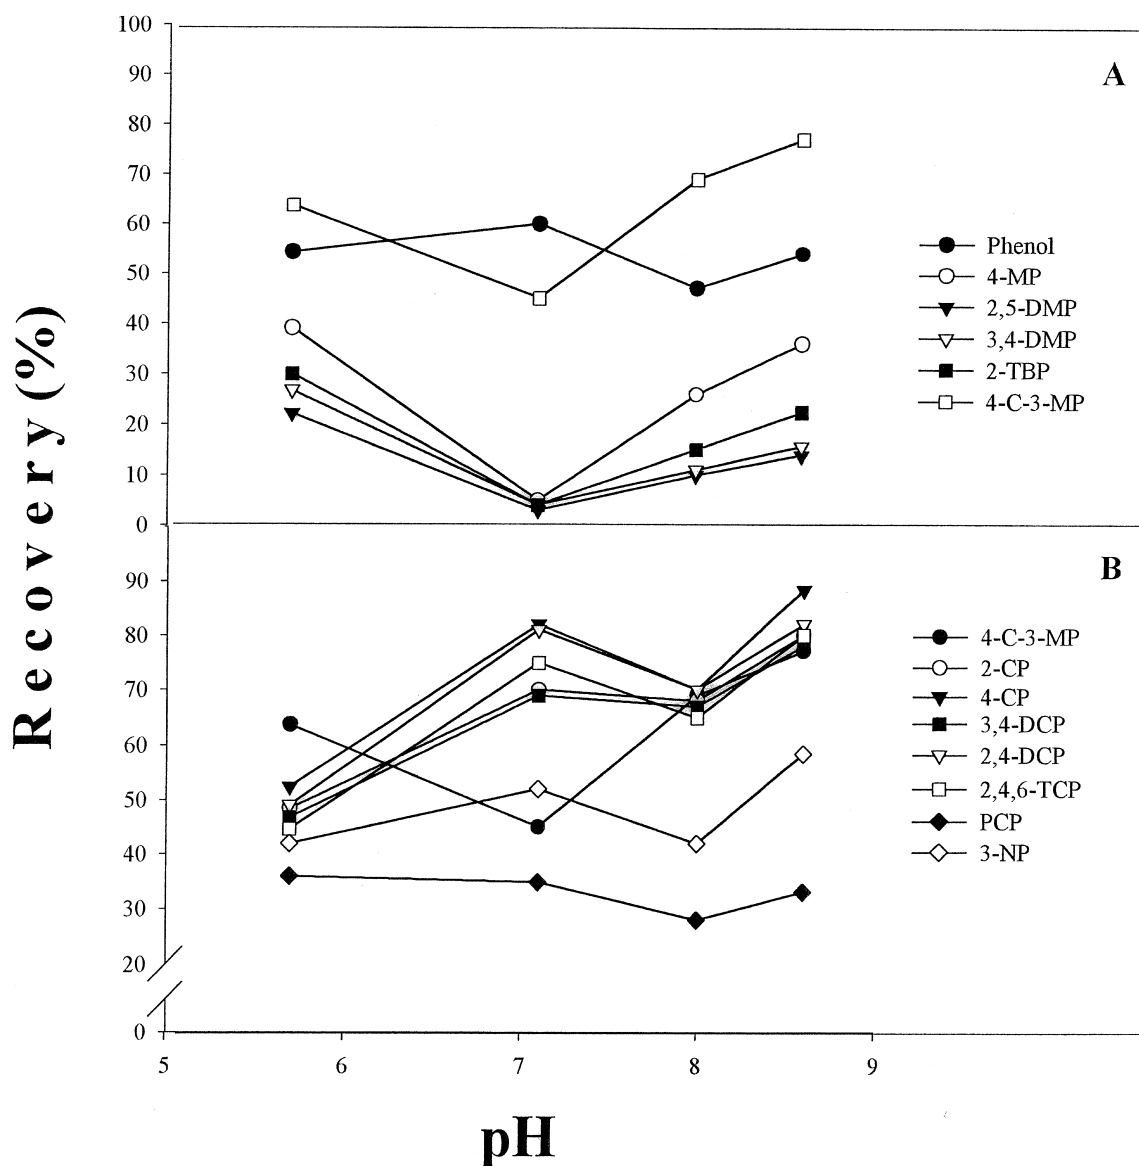 100
90
80
70
60
50
40
30
20
10
0
A
Phenol
4-MP
2,5-DMP
3,4-DMP
2-TBP
4-C-3-MP
Recovery (%)
90
80
70
60
50
40
30
20
0
B
4-C-3-MP
2-CP
4-CP
3,4-DCP
2,4-DCP
2,4,6-TCP
PCP
3-NP
5 6 7 8 9
pH